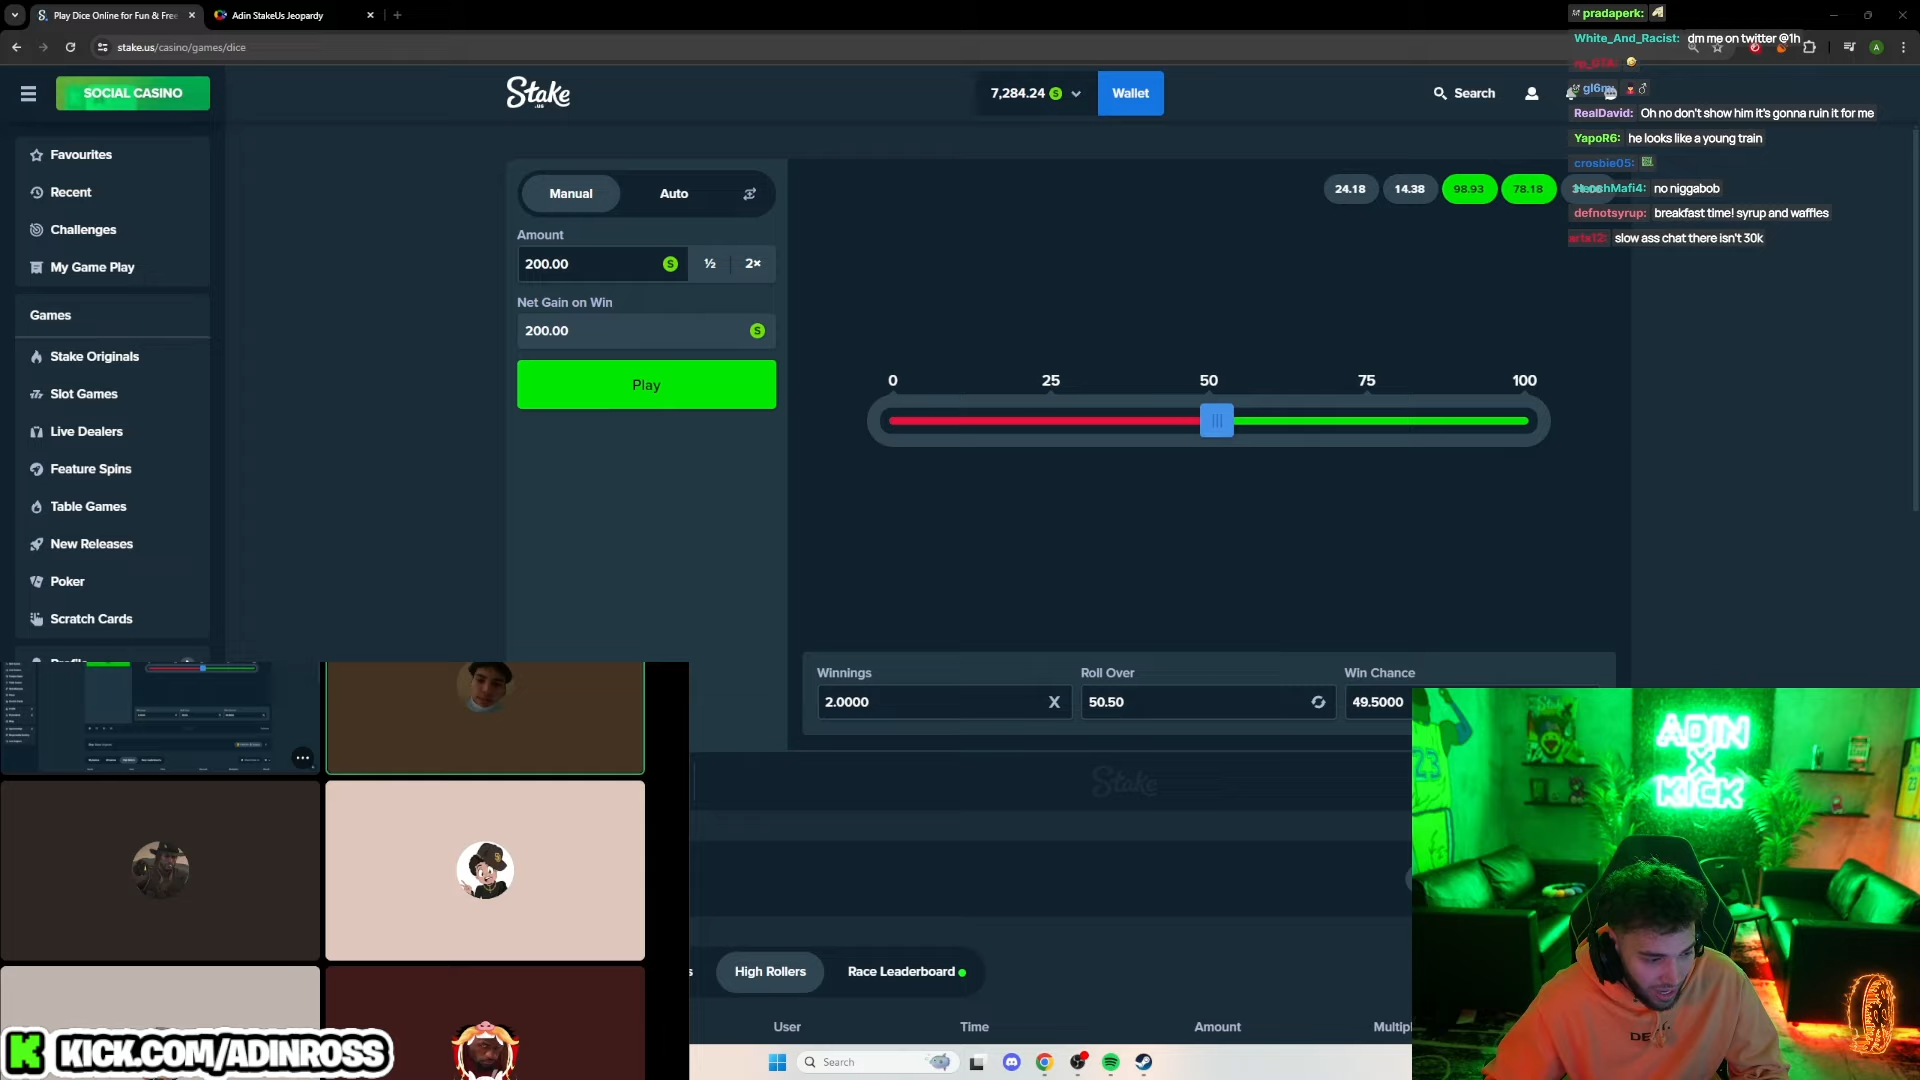 Play Dice Online for Fun & Free
Adin StakeUs Jeopardy
stake.us/casino/games/dice
SOCIAL CASINO
Stake
.US
7,284.24
Wallet
Search
Favourites
Recent
Challenges
My Game Play
Games
Stake Originals
Slot Games
Live Dealers
Feature Spins
Table Games
New Releases
Poker
Scratch Cards
Manual
Auto
Amount
200.00
½
2×
Net Gain on Win
200.00
Play
24.18
14.38
98.93
78.18
0
25
50
75
100
Winnings
2.0000
Roll Over
50.50
Win Chance
49.5000
Stake
High Rollers
Race Leaderboard
User
Time
Amount
Multipl
Search
pradaperk:
White_And_Racist: dm me on twitter @1h
rp_GTA:
RealDavid: Oh no don't show him it's gonna ruin it for me
YapoR6: he looks like a young train
crosbie05:
no niggabob
defnotsyrup: breakfast time! syrup and waffles
slow ass chat there isn't 30k
ADIN
X
KICK
23
K KICK.COM/ADINROSS